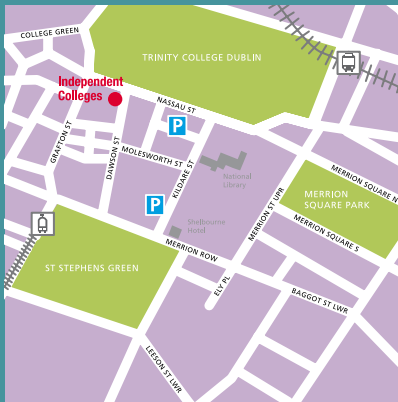 COLLEGE GREEN
TRINITY COLLEGE DUBLIN
Independent
Colleges
NASSAU ST
P
GRAFTON ST
DAWSON ST
MOLESWORTH ST
KILDARE ST
National
Library
MERRION SQUARE N
MERRION
SQUARE PARK
P
MERRION ST UPR
MERRION SQUARE S
Shelbourne
Hotel
MERRION ROW
ST STEPHENS GREEN
ELY PL
BAGGOT ST LWR
LEESON ST LWR